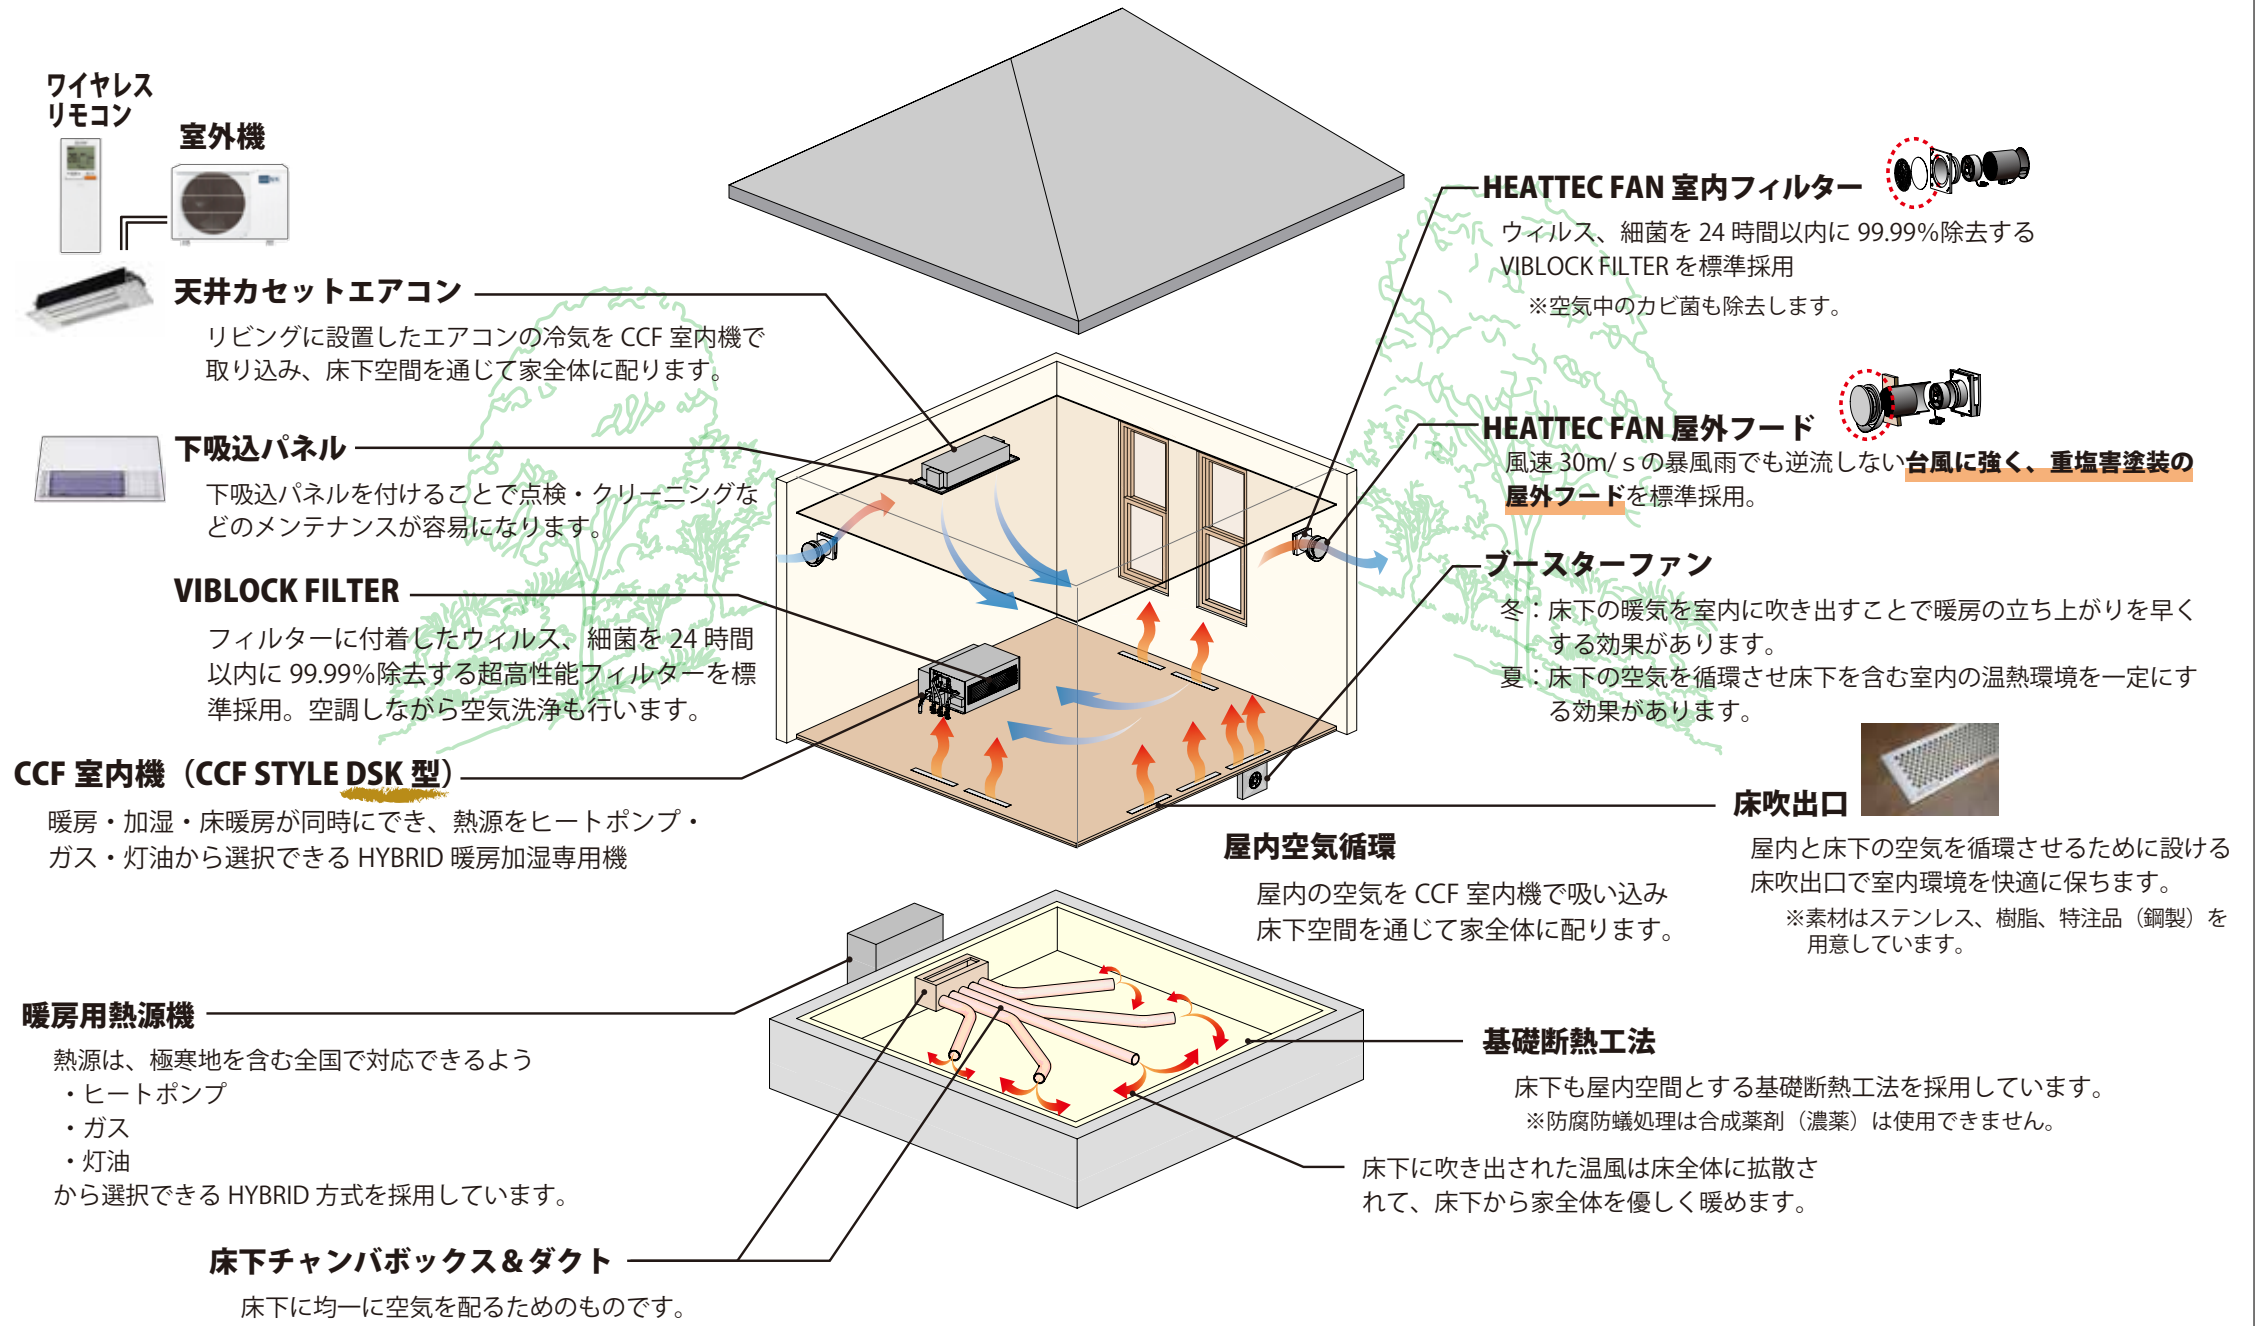 ワイヤレス
リモコン
室外機
天井カセットエアコン
リビングに設置したエアコンの冷気を CCF 室内機で
取り込み、床下空間を通じて家全体に配ります。
下吸込パネル
下吸込パネルを付けることで点検・クリーニングな
どのメンテナンスが容易になります。
VIBLOCK FILTER
フィルターに付着したウィルス、細菌を 24 時間
以内に 99.99%除去する超高性能フィルターを標
準採用。空調しながら空気洗浄も行います。
CCF 室内機（CCF STYLE DSK 型）
暖房・加湿・床暖房が同時にでき、熱源をヒートポンプ・
ガス・灯油から選択できる HYBRID 暖房加湿専用機
暖房用熱源機
熱源は、極寒地を含む全国で対応できるよう
・ヒートポンプ
・ガス
・灯油
から選択できる HYBRID 方式を採用しています。
床下チャンバボックス＆ダクト
床下に均一に空気を配るためのものです。
HEATTEC FAN 室内フィルター
ウィルス、細菌を 24 時間以内に 99.99%除去する
VIBLOCK FILTER を標準採用
※空気中のカビ菌も除去します。
HEATTEC FAN 屋外フード
風速 30m/ｓの暴風雨でも逆流しない台風に強く、重塩害塗装の
屋外フードを標準採用。
ブースターファン
冬：床下の暖気を室内に吹き出すことで暖房の立ち上がりを早く
する効果があります。
夏：床下の空気を循環させ床下を含む室内の温熱環境を一定にす
る効果があります。
床吹出口
屋内と床下の空気を循環させるために設ける
床吹出口で室内環境を快適に保ちます。
※素材はステンレス、樹脂、特注品（鋼製）を
用意しています。
屋内空気循環
屋内の空気を CCF 室内機で吸い込み
床下空間を通じて家全体に配ります。
基礎断熱工法
床下も屋内空間とする基礎断熱工法を採用しています。
※防腐防蟻処理は合成薬剤（濃薬）は使用できません。
床下に吹き出された温風は床全体に拡散さ
れて、床下から家全体を優しく暖めます。